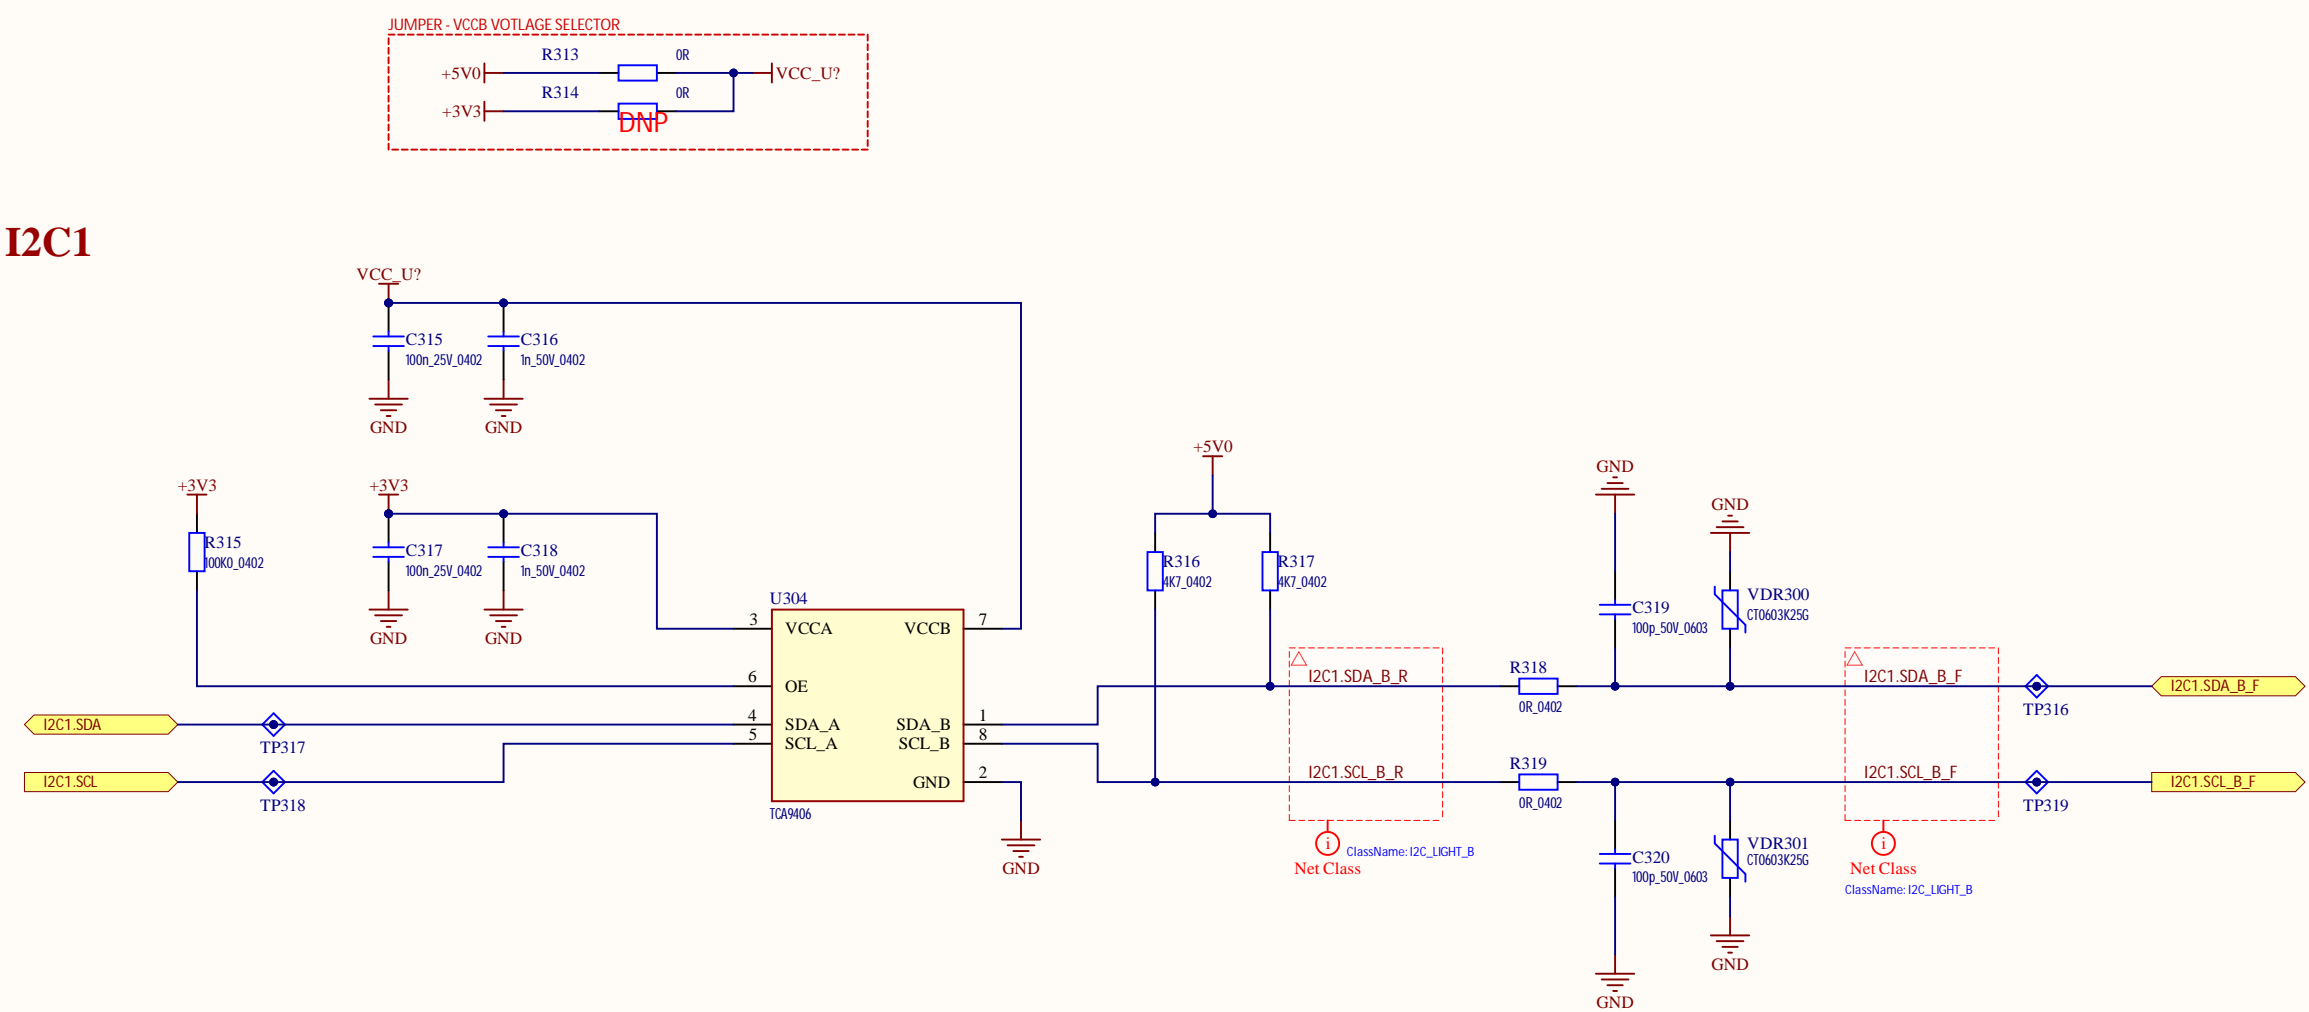 JUMPER - VCCB VOTLAGE SELECTOR
R313 0R
+5V0 VCC_U?
R314 0R
+3V3
DNP
I2C1
VCC_U?
C315
100n_25V_0402
C316
1n_50V_0402
GND GND
+3V3
R315
100K0_0402
+3V3
C317
100n_25V_0402
C318
1n_50V_0402
GND GND
U304
3 VCCA VCCB 7
6 OE
4 SDA_A SDA_B 1
5 SCL_A SCL_B 8
GND 2
TCA9406
GND
I2C1.SDA
TP317
I2C1.SCL
TP318
+5V0
R316
4K7_0402
R317
4K7_0402
I2C1.SDA_B_R
I2C1.SCL_B_R
i
Net Class
ClassName: I2C_LIGHT_B
R318
0R_0402
R319
0R_0402
GND
C319
100p_50V_0603
GND
VDR300
CT0603K25G
C320
100p_50V_0603
GND
VDR301
CT0603K25G
GND
I2C1.SDA_B_F
I2C1.SCL_B_F
i
Net Class
ClassName: I2C_LIGHT_B
TP316
I2C1.SDA_B_F
TP319
I2C1.SCL_B_F